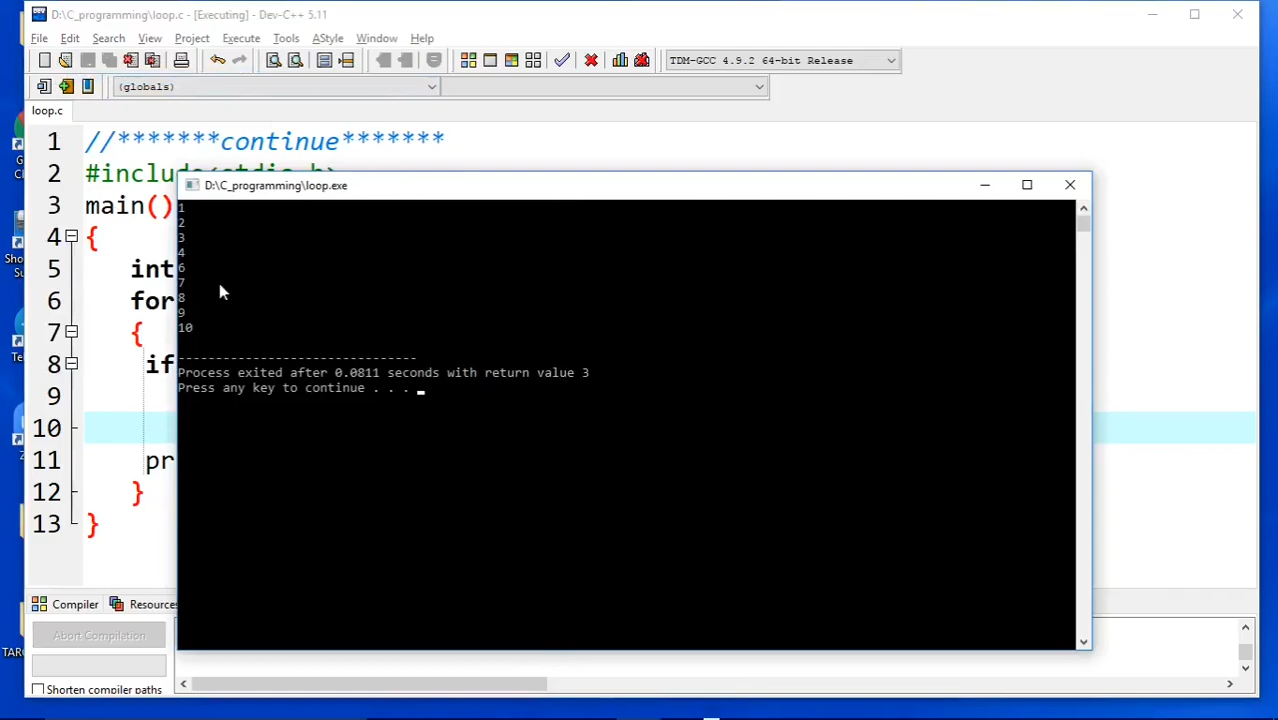 D:\C_programming\loop.c - [Executing] - Dev-C++ 5.11
File Edit Search View Project Execute Tools AStyle Window Help
TDM-GCC 4.9.2 64-bit Release
(globals)
loop.c
1 //*******continue*******
2 #include<stdio.h>
3 main()
4 {
5 int
6 for
7 {
8 if
9
10
11 pr
12 }
13 }
D:\C_programming\loop.exe
1
2
3
4
6
7
8
9
10
--------------------------------
Process exited after 0.0811 seconds with return value 3
Press any key to continue . . .
Compiler Resources
Abort Compilation
Shorten compiler paths